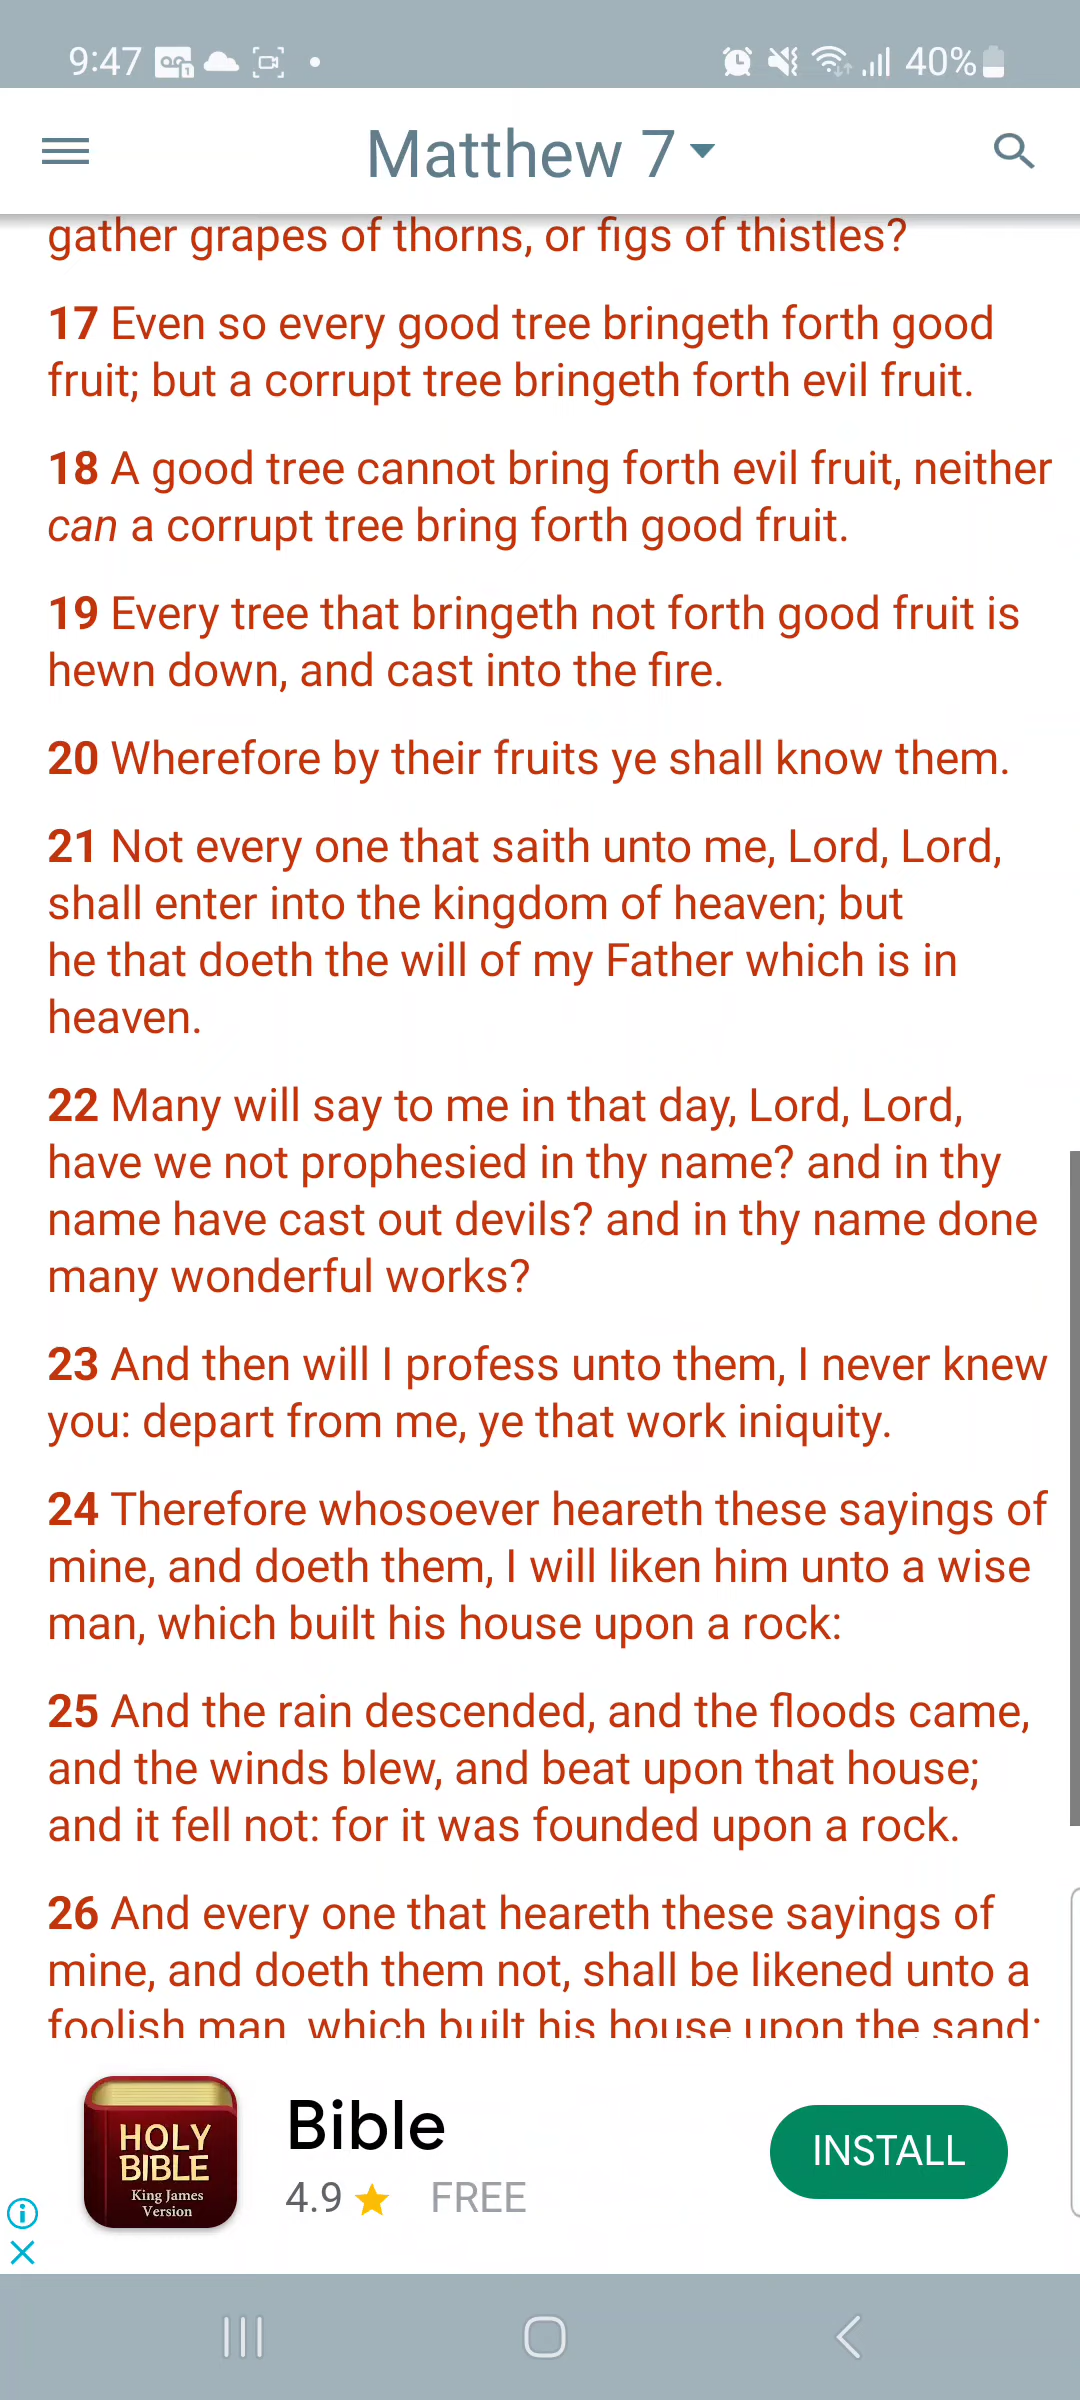 9:47
40%
Matthew 7
gather grapes of thorns, or figs of thistles?
17 Even so every good tree bringeth forth good
fruit; but a corrupt tree bringeth forth evil fruit.
18 A good tree cannot bring forth evil fruit, neither
can a corrupt tree bring forth good fruit.
19 Every tree that bringeth not forth good fruit is
hewn down, and cast into the fire.
20 Wherefore by their fruits ye shall know them.
21 Not every one that saith unto me, Lord, Lord,
shall enter into the kingdom of heaven; but
he that doeth the will of my Father which is in
heaven.
22 Many will say to me in that day, Lord, Lord,
have we not prophesied in thy name? and in thy
name have cast out devils? and in thy name done
many wonderful works?
23 And then will I profess unto them, I never knew
you: depart from me, ye that work iniquity.
24 Therefore whosoever heareth these sayings of
mine, and doeth them, I will liken him unto a wise
man, which built his house upon a rock:
25 And the rain descended, and the floods came,
and the winds blew, and beat upon that house;
and it fell not: for it was founded upon a rock.
26 And every one that heareth these sayings of
mine, and doeth them not, shall be likened unto a
foolish man, which built his house upon the sand:
HOLY
BIBLE
King James
Version
Bible
4.9 FREE
INSTALL